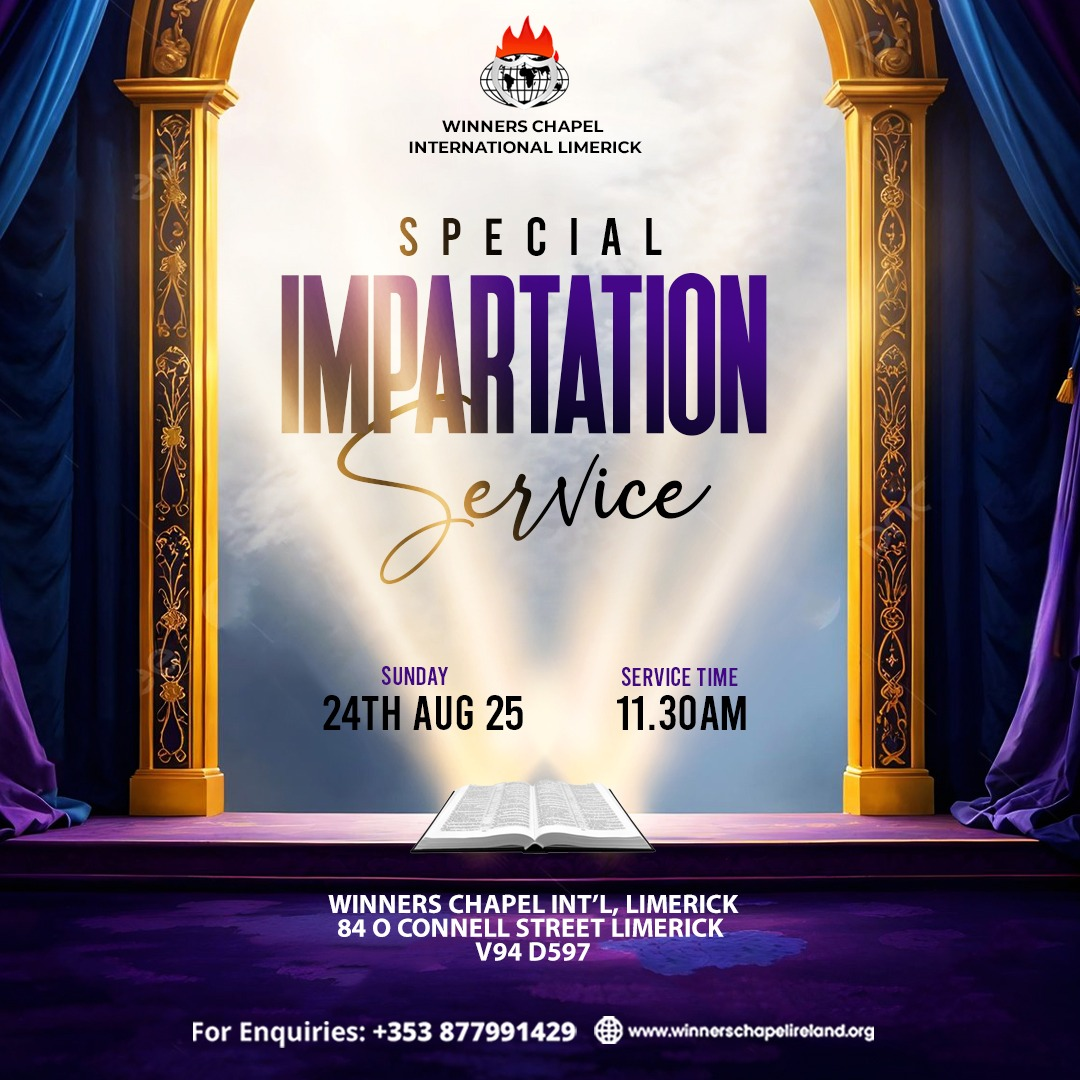 WINNERS CHAPEL
INTERNATIONAL LIMERICK
SPECIAL
IMPARTATION
Service
SUNDAY
24TH AUG 25
SERVICE TIME
11.30AM
WINNERS CHAPEL INT'L, LIMERICK
84 O CONNELL STREET LIMERICK
V94 D597
For Enquiries: +353 877991429 www.winnerschapelireland.org